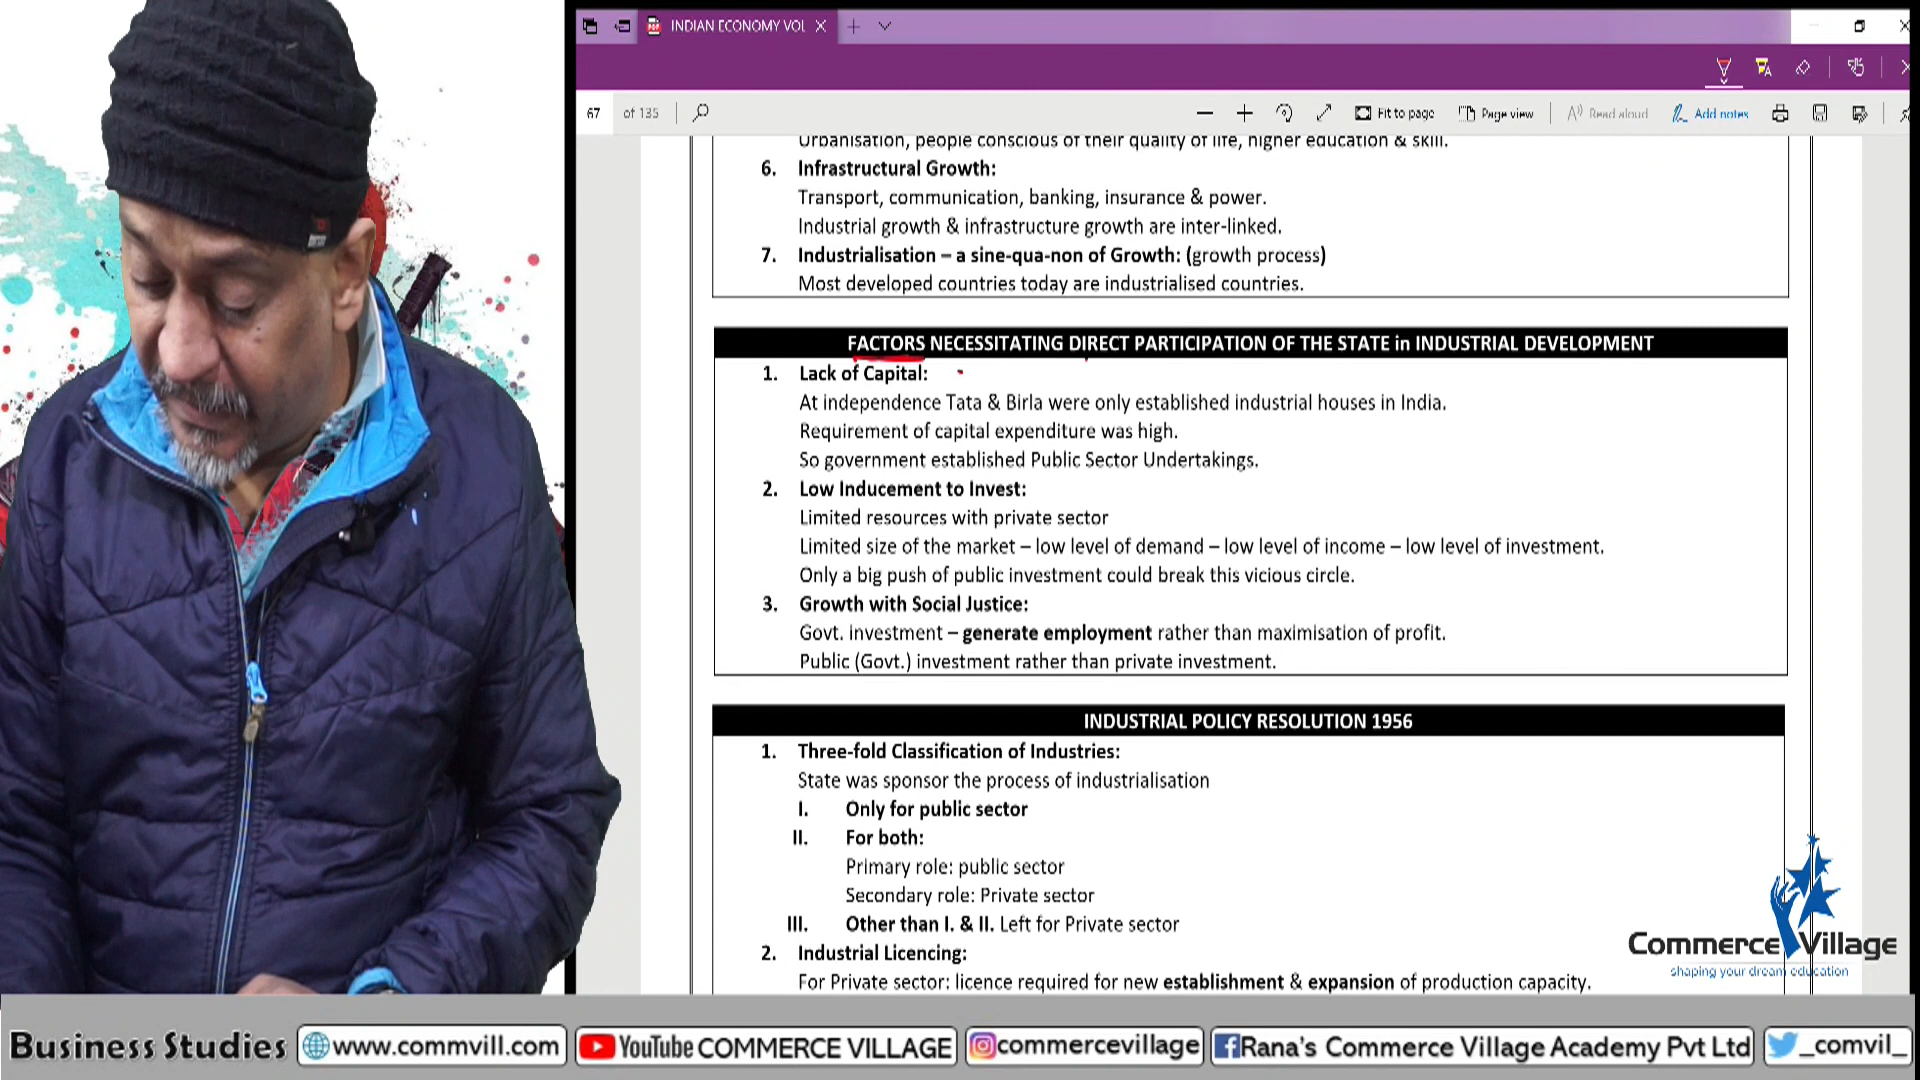 INDIAN ECONOMY VOL
67 of 135
Fit to page
Page view
Read aloud
Add notes
Urbanisation, people conscious of their quality of life, higher education & skill.
6. Infrastructural Growth:
Transport, communication, banking, insurance & power.
Industrial growth & infrastructure growth are inter-linked.
7. Industrialisation – a sine-qua-non of Growth: (growth process)
Most developed countries today are industrialised countries.
FACTORS NECESSITATING DIRECT PARTICIPATION OF THE STATE in INDUSTRIAL DEVELOPMENT
1. Lack of Capital:
At independence Tata & Birla were only established industrial houses in India.
Requirement of capital expenditure was high.
So government established Public Sector Undertakings.
2. Low Inducement to Invest:
Limited resources with private sector
Limited size of the market – low level of demand – low level of income – low level of investment.
Only a big push of public investment could break this vicious circle.
3. Growth with Social Justice:
Govt. investment – generate employment rather than maximisation of profit.
Public (Govt.) investment rather than private investment.
INDUSTRIAL POLICY RESOLUTION 1956
1. Three-fold Classification of Industries:
State was sponsor the process of industrialisation
I. Only for public sector
II. For both:
Primary role: public sector
Secondary role: Private sector
III. Other than I. & II. Left for Private sector
2. Industrial Licencing:
For Private sector: licence required for new establishment & expansion of production capacity.
Commerce Village
shaping your dream education
Business Studies
www.commvill.com
YouTube COMMERCE VILLAGE
commercevillage
Rana's Commerce Village Academy Pvt Ltd
_comvil_